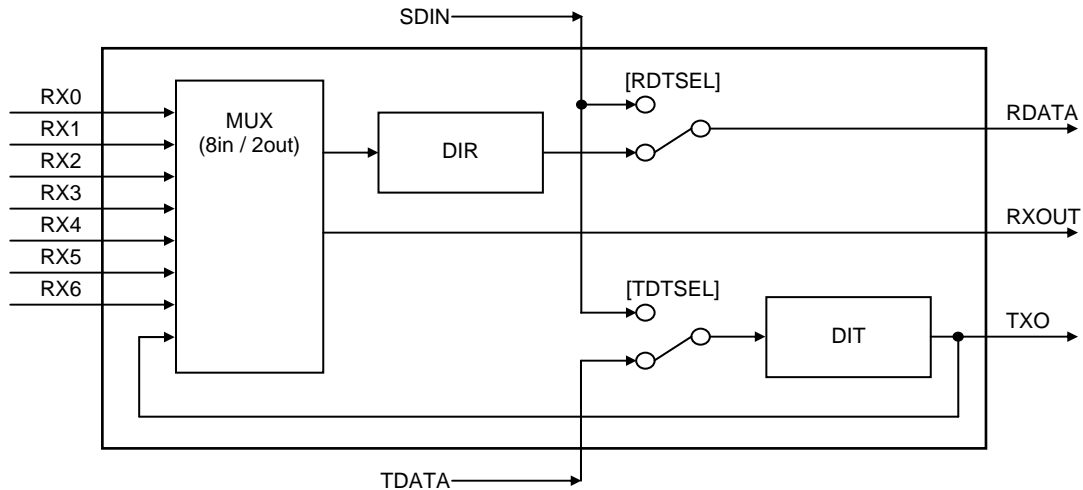 SDIN
[RDTSEL]
RX0
RX1
RX2
RX3
RX4
RX5
RX6
MUX
(8in / 2out)
DIR
RDATA
RXOUT
[TDTSEL]
DIT
TXO
TDATA